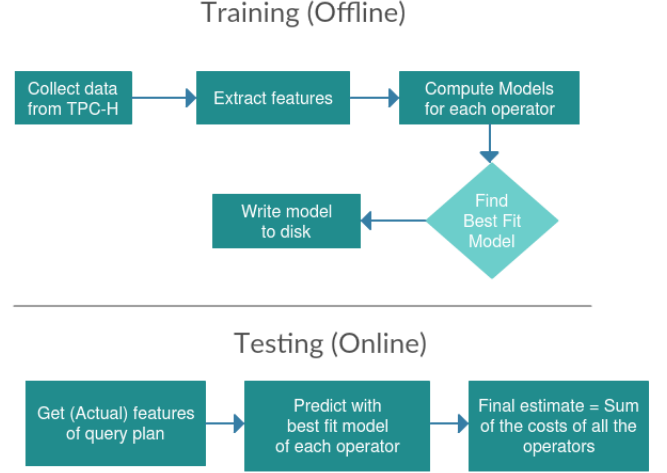 Training (Offline)
Collect data
from TPC-H
Extract features
Compute Models
for each operator
Find
Best Fit
Model
Write model
to disk
Testing (Online)
Get (Actual) features
of query plan
Predict with
best fit model
of each operator
Final estimate = Sum
of the costs of all the
operators